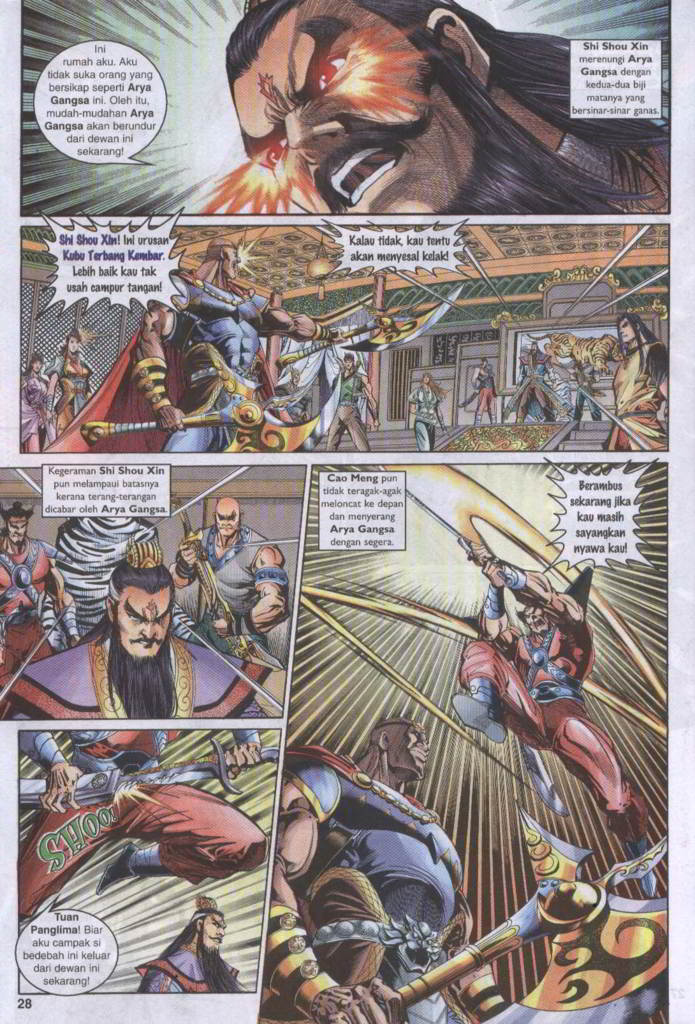 Ini
rumah aku. Aku
tidak suka orang yang
bersikap seperti Arya
Gangsa ini. Oleh itu,
mudah-mudahan Arya
Gangsa akan berundur
dari dewan ini
sekarang!
Shi Shou Xin
merenungi Arya
Gangsa dengan
kedua-dua biji
matanya yang
bersinar-sinar ganas.
Shi Shou Xin! Ini urusan
Kubu Terbang Kembar.
Lebih baik kau tak
usah campur tangan!
Kalau tidak, kau tentu
akan menyesal kelak!
Kegeraman Shi Shou Xin
pun melampaui batasnya
kerana terang-terangan
dicabar oleh Arya Gangsa.
Cao Meng pun
tidak teragak-agak
meloncat ke depan
dan menyerang
Arya Gangsa
dengan segera.
Berambus
sekarang jika
kau masih
sayangkan
nyawa kau!
SHOO!
Tuan
Panglima! Biar
aku campak si
bedebah ini keluar
dari dewan ini
sekarang!
28